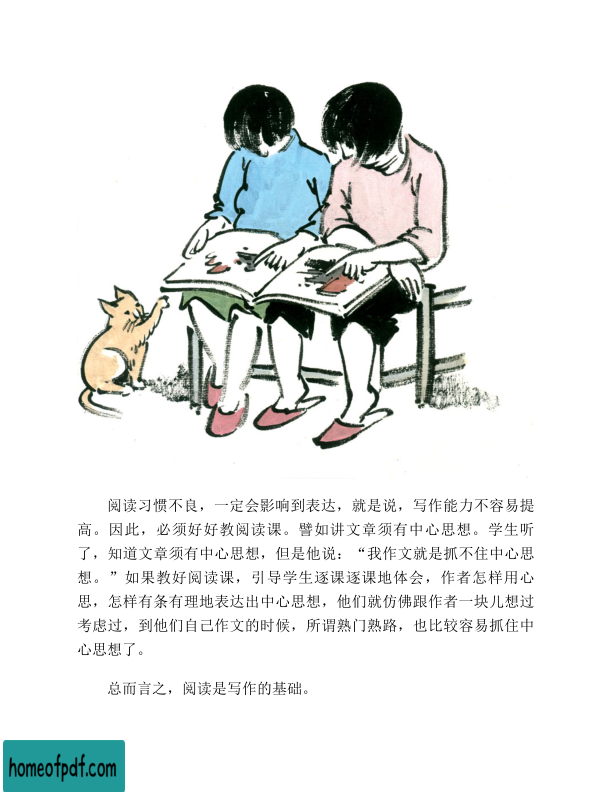 阅读习惯不良，一定会影响到表达，就是说，写作能力不容易提
高。因此，必须好好教阅读课。譬如讲文章须有中心思想。学生听
了，知道文章须有中心思想，但是他说：“我作文就是抓不住中心思
想。”如果教好阅读课，引导学生逐课逐课地体会，作者怎样用心
思，怎样有条有理地表达出中心思想，他们就仿佛跟作者一块儿想过
考虑过，到他们自己作文的时候，所谓熟门熟路，也比较容易抓住中
心思想了。
总而言之，阅读是写作的基础。
homeofpdf.com